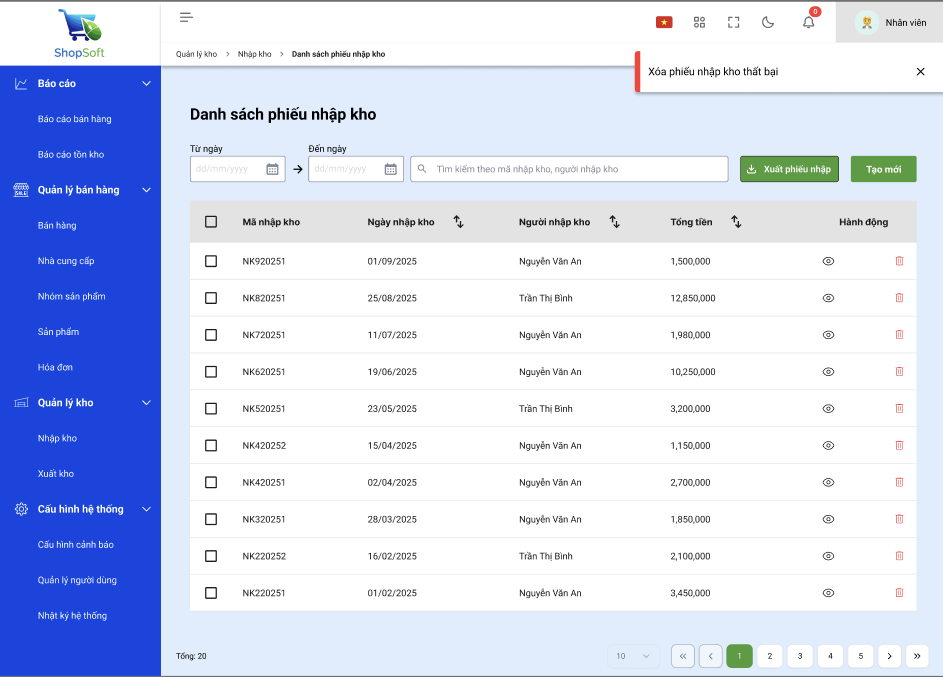 ShopSoft
Báo cáo
Báo cáo bán hàng
Báo cáo tồn kho
Quản lý bán hàng
Bán hàng
Nhà cung cấp
Nhóm sản phẩm
Sản phẩm
Hóa đơn
Quản lý kho
Nhập kho
Xuất kho
Cấu hình hệ thống
Cấu hình cảnh báo
Quản lý người dùng
Nhật ký hệ thống
0
Nhân viên
Quản lý kho > Nhập kho > Danh sách phiếu nhập kho
Xóa phiếu nhập kho thất bại
Danh sách phiếu nhập kho
Từ ngày Đến ngày
dd/mm/yyyy dd/mm/yyyy Tìm kiếm theo mã nhập kho, người nhập kho Xuất phiếu nhập Tạo mới
Mã nhập kho Ngày nhập kho Người nhập kho Tổng tiền Hành động
NK920251 01/09/2025 Nguyễn Văn An 1,500,000
NK820251 25/08/2025 Trần Thị Bình 12,850,000
NK720251 11/07/2025 Nguyễn Văn An 1,980,000
NK620251 19/06/2025 Nguyễn Văn An 10,250,000
NK520251 23/05/2025 Trần Thị Bình 3,200,000
NK420252 15/04/2025 Nguyễn Văn An 1,150,000
NK420251 02/04/2025 Nguyễn Văn An 2,700,000
NK320251 28/03/2025 Nguyễn Văn An 1,850,000
NK220252 16/02/2025 Trần Thị Bình 2,100,000
NK220251 01/02/2025 Nguyễn Văn An 3,450,000
Tổng: 20 10 « < 1 2 3 4 5 > »